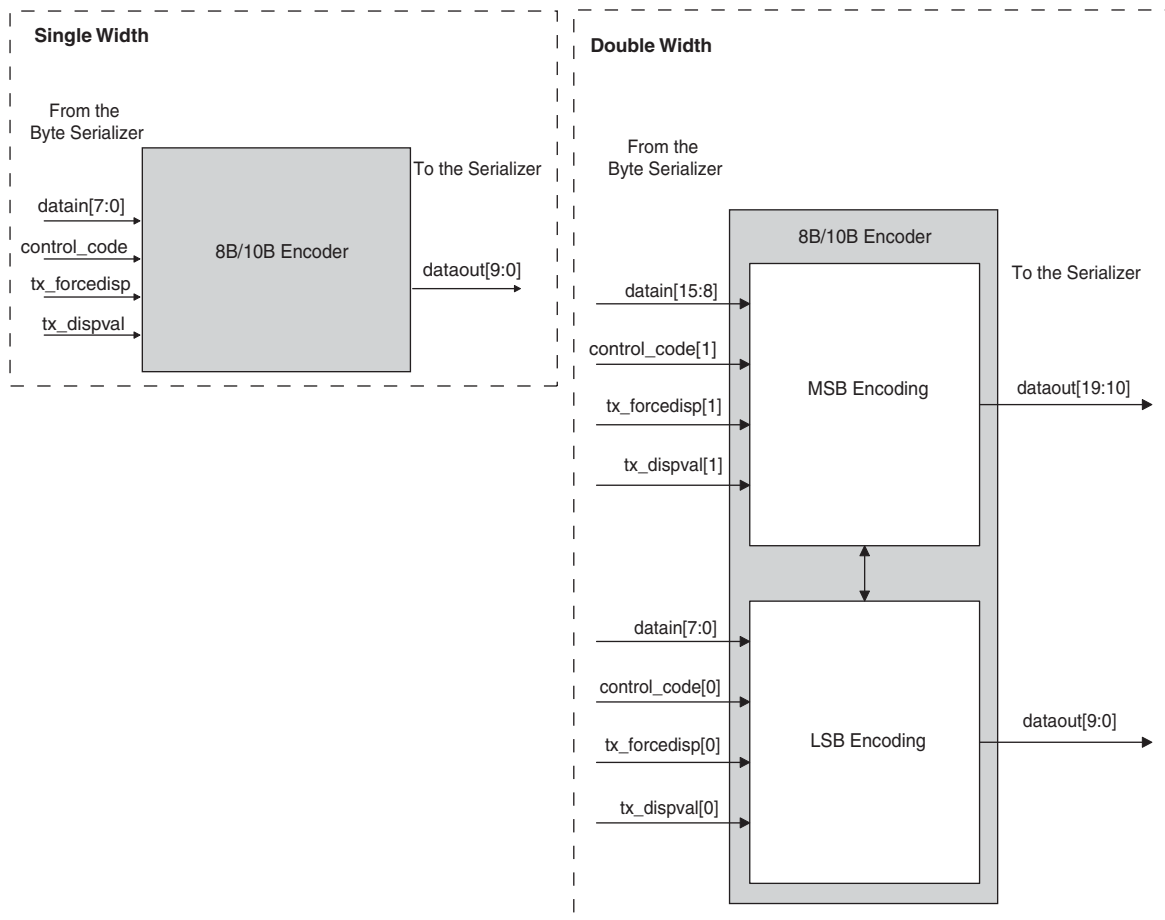 Single Width
From the
Byte Serializer
To the Serializer
datain[7:0]
control_code
tx_forcedisp
tx_dispval
8B/10B Encoder
dataout[9:0]
Double Width
From the
Byte Serializer
8B/10B Encoder
To the Serializer
datain[15:8]
control_code[1]
tx_forcedisp[1]
tx_dispval[1]
MSB Encoding
dataout[19:10]
datain[7:0]
control_code[0]
tx_forcedisp[0]
tx_dispval[0]
LSB Encoding
dataout[9:0]